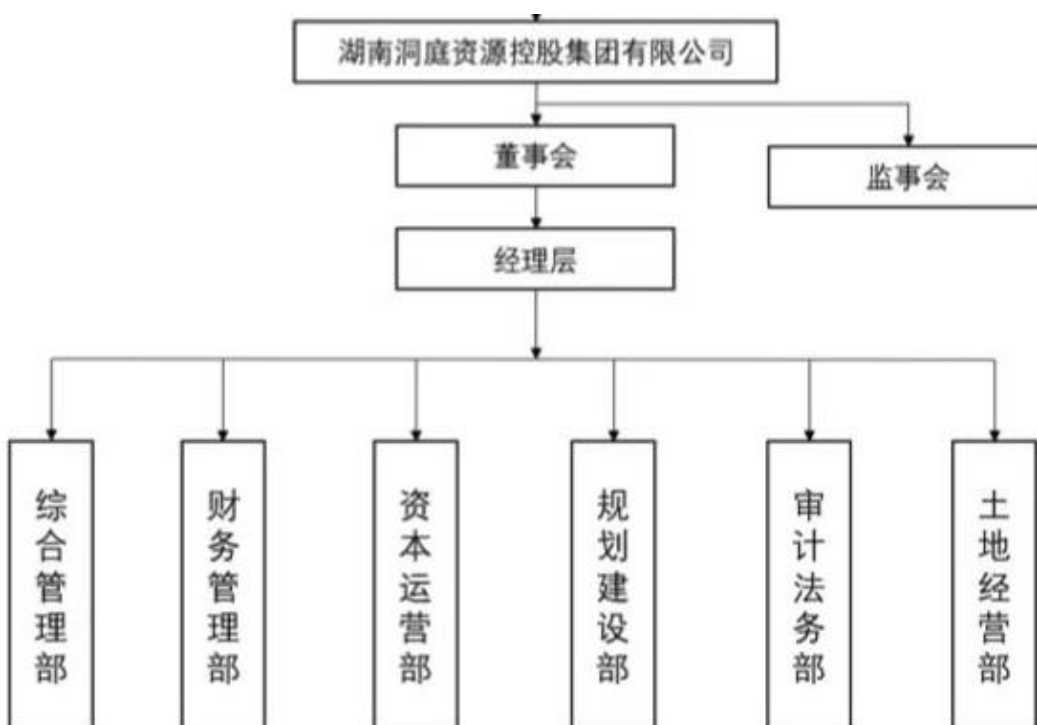 湖南洞庭资源控股集团有限公司
董事会
监事会
经理层
综合管理部
财务管理部
资本运营部
规划建设部
审计法务部
土地经营部